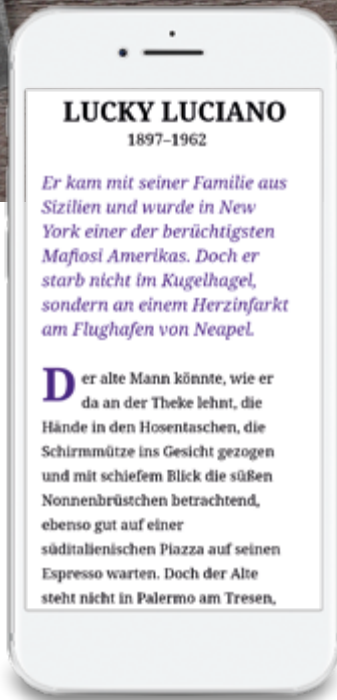 LUCKY LUCIANO
1897–1962
Er kam mit seiner Familie aus
Sizilien und wurde in New
York einer der berüchtigsten
Mafiosi Amerikas. Doch er
starb nicht im Kugelhagel,
sondern an einem Herzinfarkt
am Flughafen von Neapel.
Der alte Mann könnte, wie er
da an der Theke lehnt, die
Hände in den Hosentaschen, die
Schirmmütze ins Gesicht gezogen
und mit schiefem Blick die süßen
Nonnenbrüstchen betrachtend,
ebenso gut auf einer
süditalienischen Piazza auf seinen
Espresso warten. Doch der Alte
steht nicht in Palermo am Tresen,